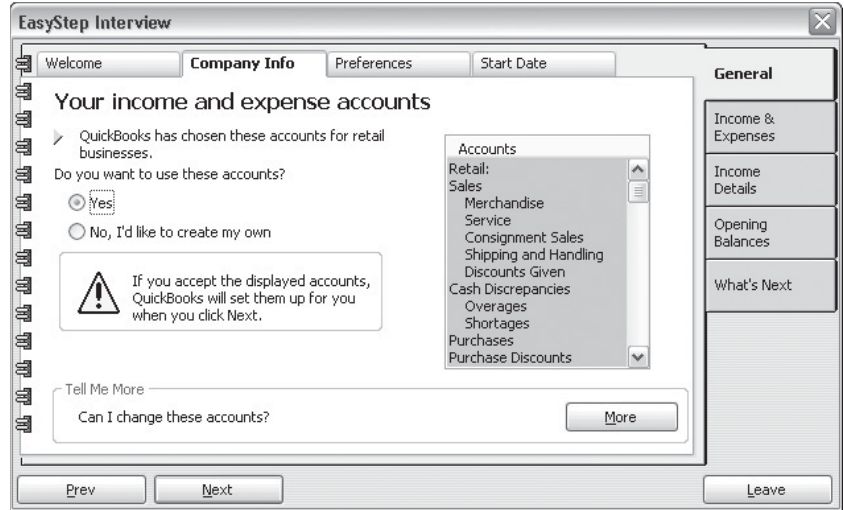 EasyStep Interview
Welcome
Company Info
Preferences
Start Date
General
Income &
Expenses
Income
Details
Opening
Balances
What's Next
Your income and expense accounts
QuickBooks has chosen these accounts for retail
businesses.
Do you want to use these accounts?
Yes
No, I'd like to create my own
If you accept the displayed accounts,
QuickBooks will set them up for you
when you click Next.
Accounts
Retail:
Sales
Merchandise
Service
Consignment Sales
Shipping and Handling
Discounts Given
Cash Discrepancies
Overages
Shortages
Purchases
Purchase Discounts
Tell Me More
Can I change these accounts?
More
Prev
Next
Leave